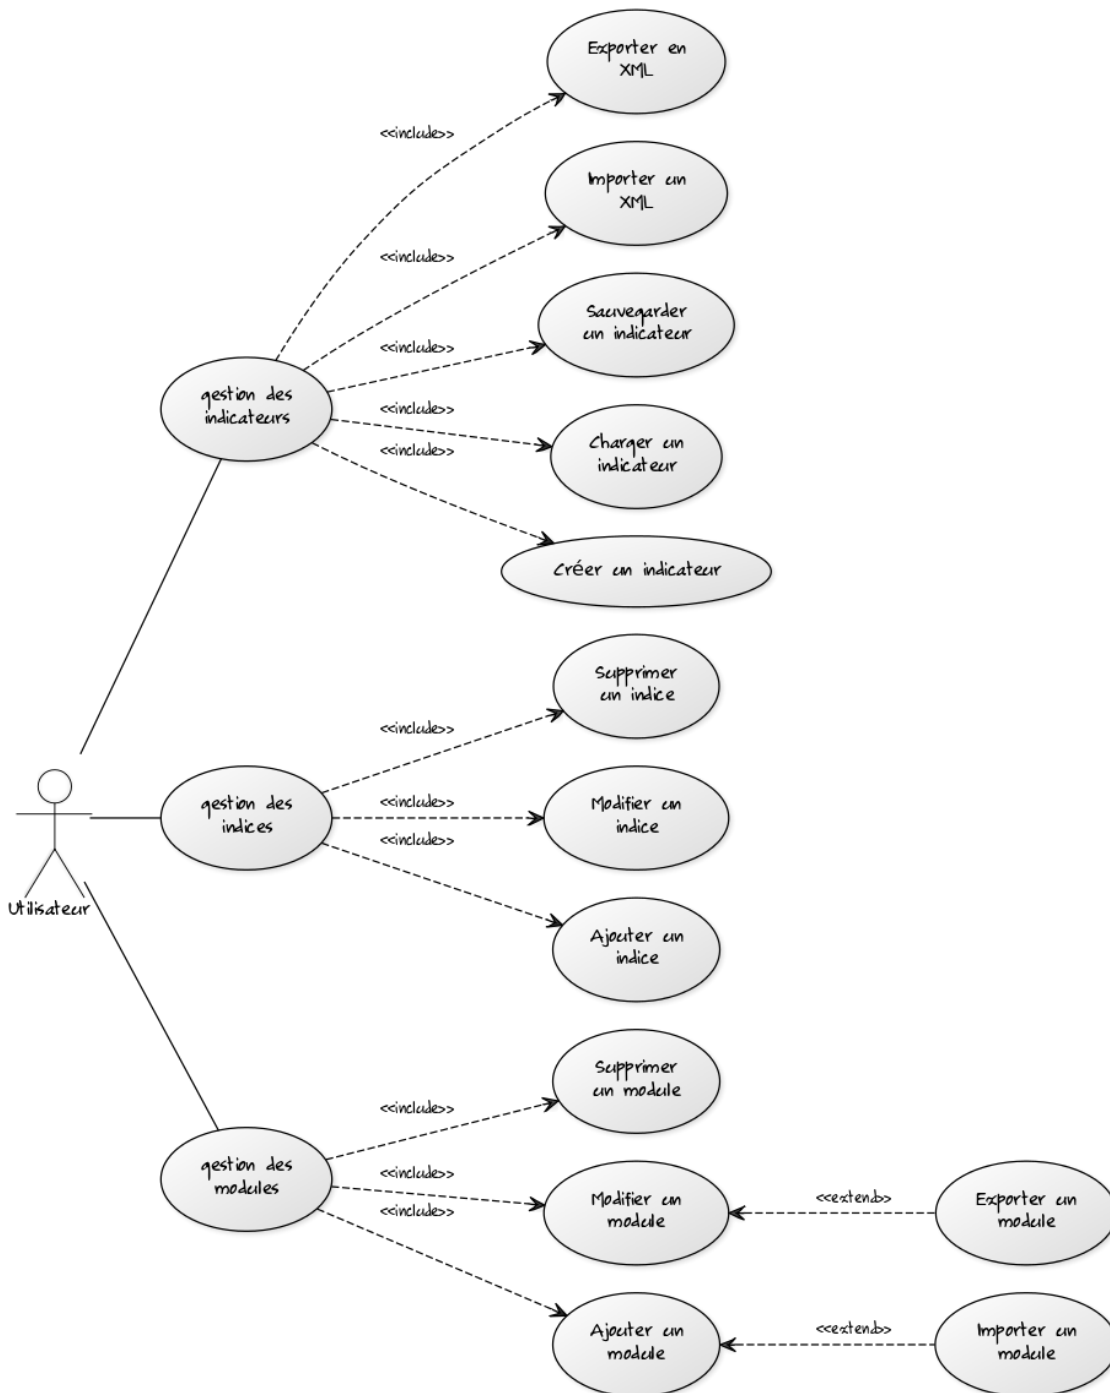 Exporter en
XML
<<include>>
Importer un
XML
<<include>>
Sauvegarder
un indicateur
<<include>>
gestion des
indicateurs
<<include>>
Charger un
indicateur
<<include>>
Créer un indicateur
Supprimer
un indice
<<include>>
Utilisateur
gestion des
indices
<<include>>
Modifier un
indice
<<include>>
Ajouter un
indice
Supprimer
un module
<<include>>
gestion des
modules
<<include>>
Modifier un
module
<<extend>>
Exporter un
module
<<include>>
Ajouter un
module
<<extend>>
Importer un
module